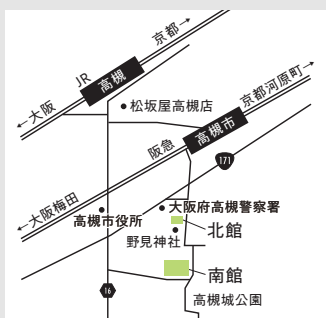 京都→
JR 高槻
←大阪
松坂屋高槻店
京都河原町→
高槻市
阪急
171
←大阪梅田
大阪府高槻警察署
高槻市役所
北館
野見神社
南館
16
高槻城公園